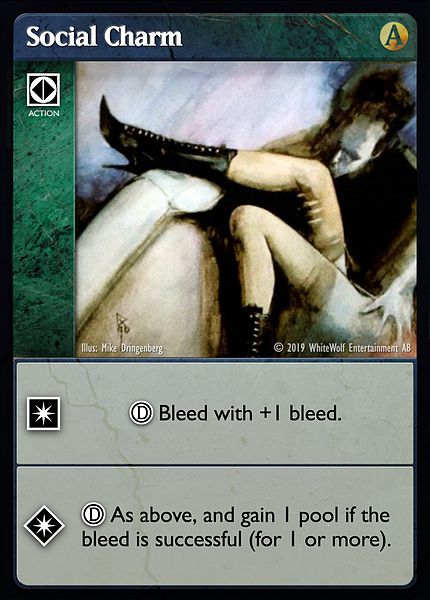 Social Charm
A
ACTION
Illus: Mike Dringenberg
© 2019 WhiteWolf Entertainment AB
Ⓓ Bleed with +1 bleed.
Ⓓ As above, and gain 1 pool if the
bleed is successful (for 1 or more).